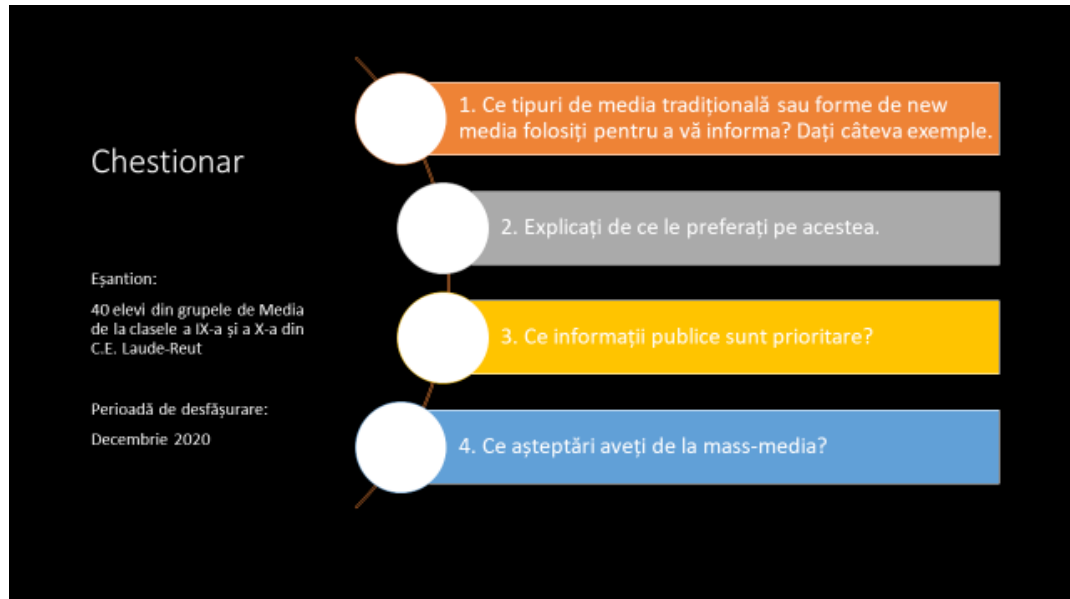 Chestionar
Eșantion:
40 elevi din grupele de Media
de la clasele a IX-a și a X-a din
C.E. Laude-Reut
Perioadă de desfășurare:
Decembrie 2020
1. Ce tipuri de media tradițională sau forme de new
media folosiți pentru a vă informa? Dați câteva exemple.
2. Explicați de ce le preferați pe acestea.
3. Ce informații publice sunt prioritare?
4. Ce așteptări aveți de la mass-media?